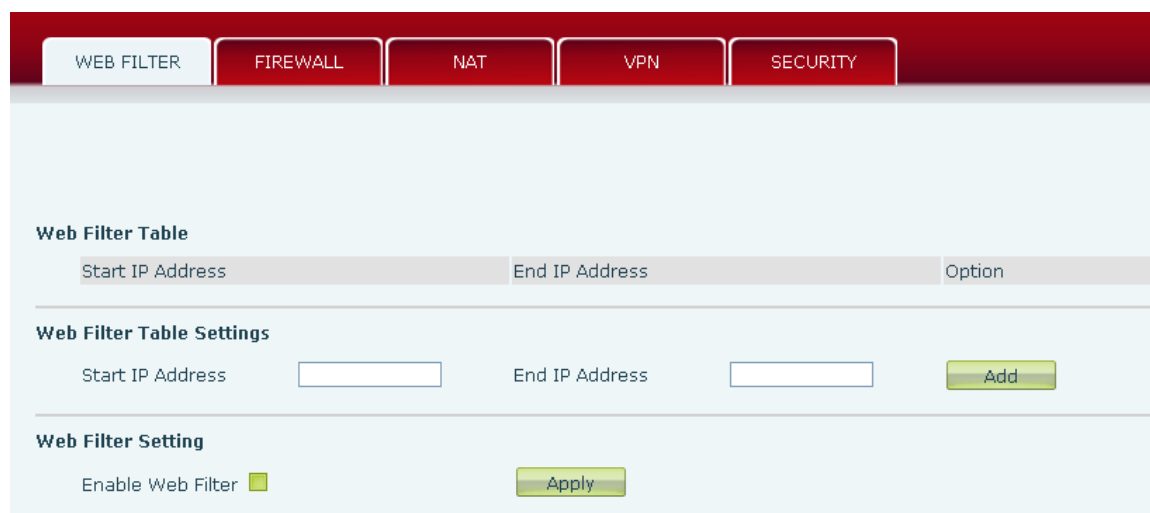 WEB FILTER FIREWALL NAT VPN SECURITY
Web Filter Table
Start IP Address End IP Address Option
Web Filter Table Settings
Start IP Address End IP Address Add
Web Filter Setting
Enable Web Filter Apply